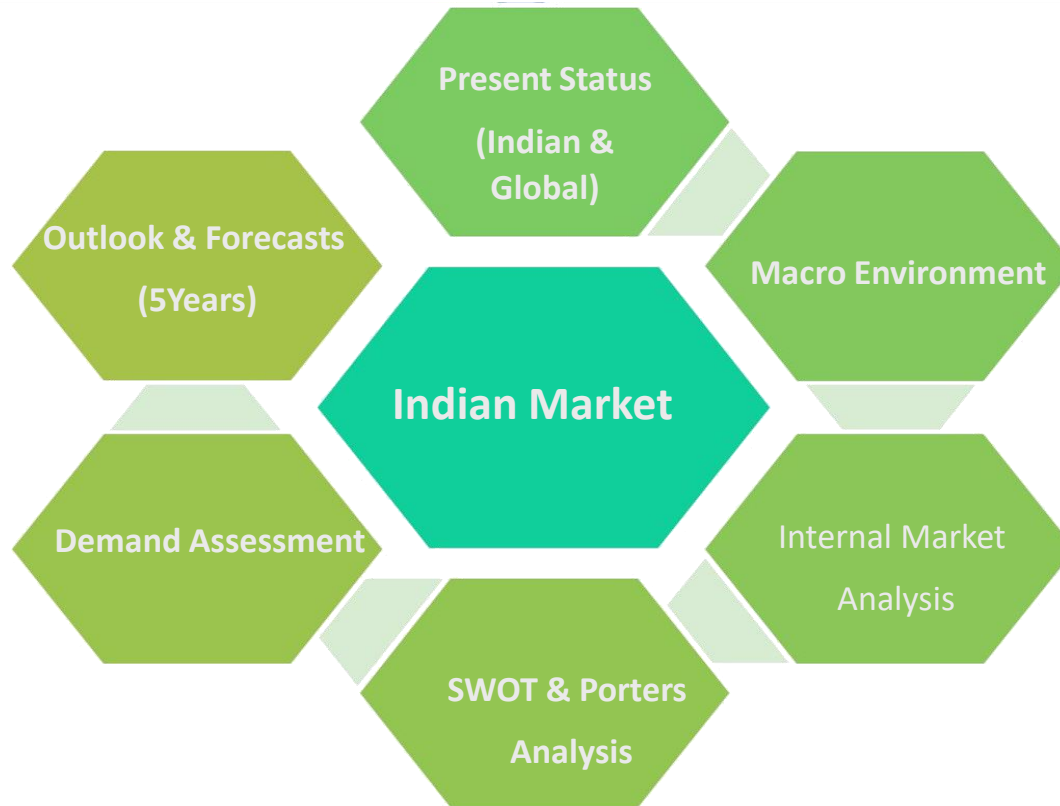 Present Status
(Indian &
Global)
Macro Environment
Internal Market
Analysis
SWOT & Porters
Analysis
Demand Assessment
Outlook & Forecasts
(5Years)
Indian Market